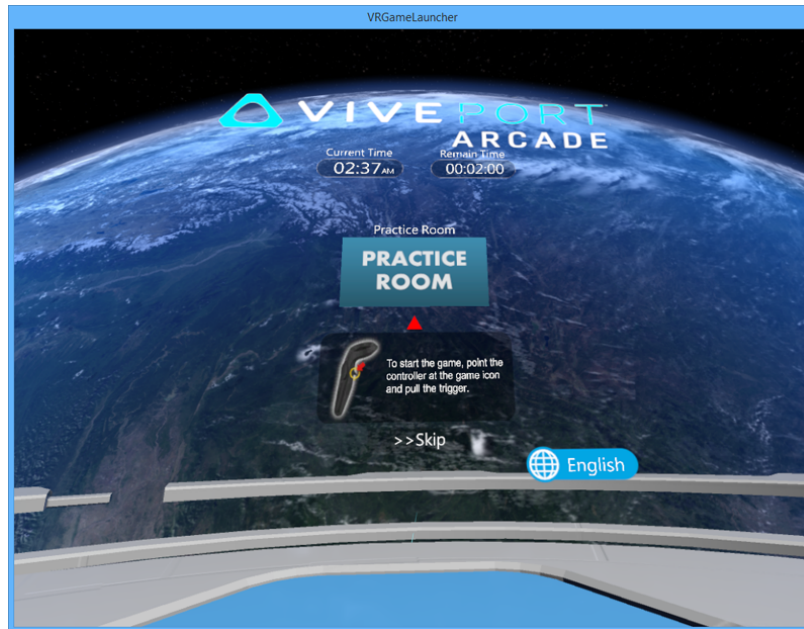 VRGameLauncher
VIVEPORT
ARCADE
Current Time
Remain Time
02:37AM
00:02:00
Practice Room
PRACTICE
ROOM
To start the game, point the
controller at the game icon
and pull the trigger.
>>Skip
English